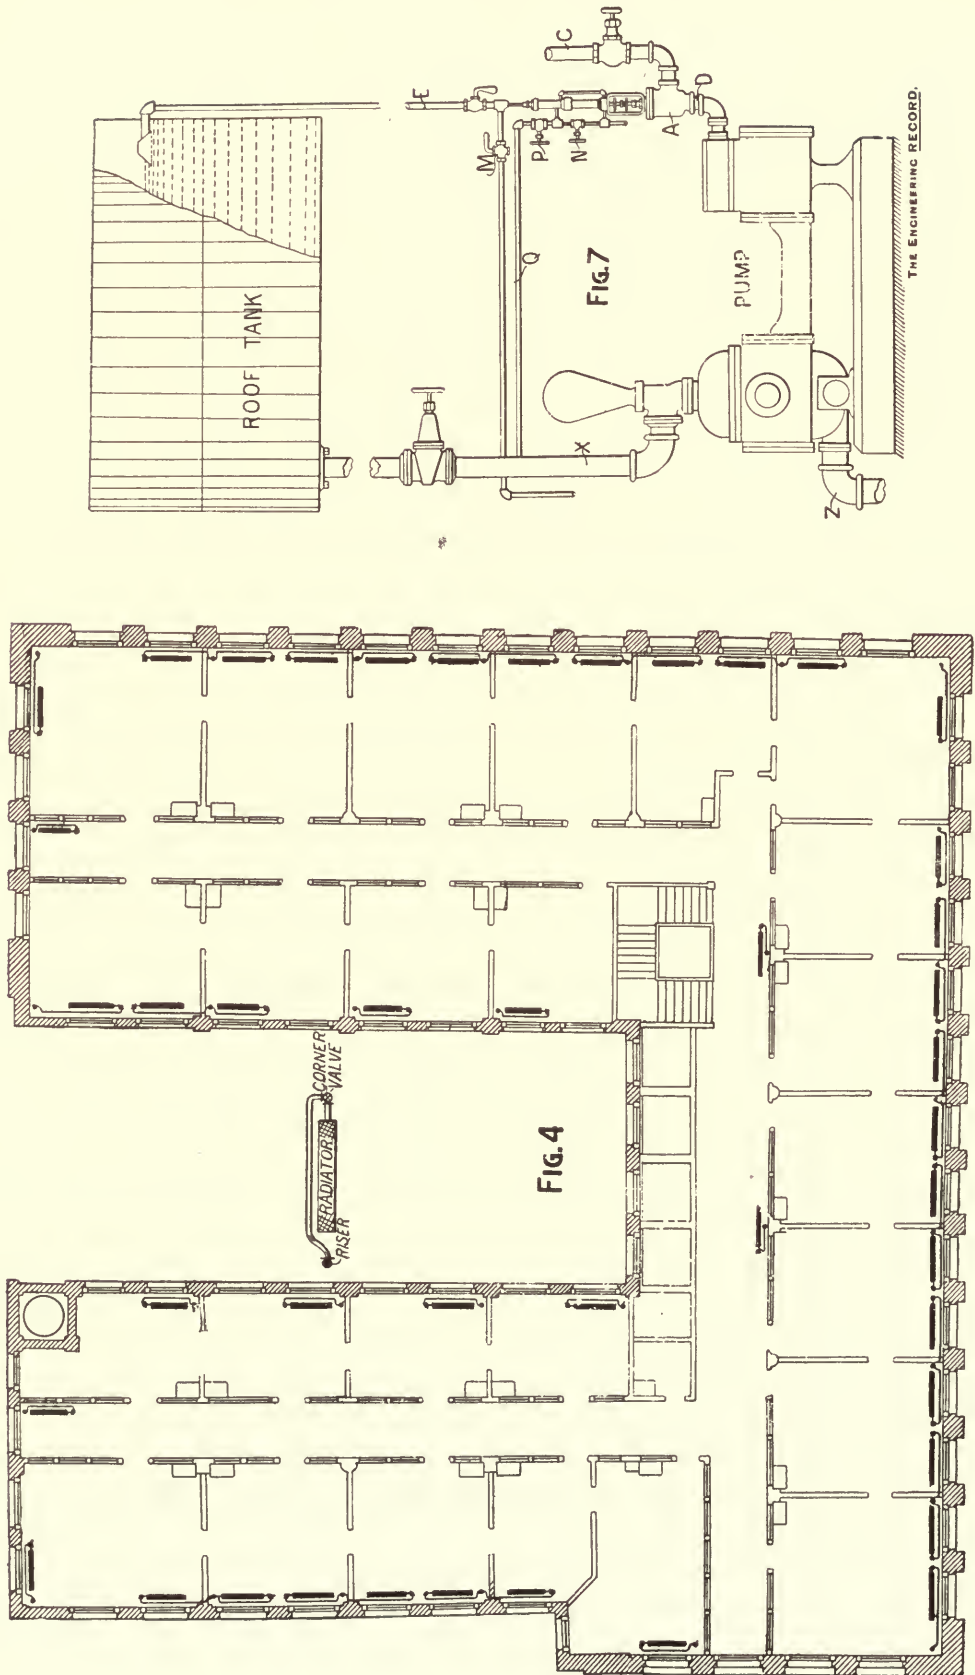 ROOF TANK
E
C
M
P
N
A
D
Q
X
FIG. 7
PUMP
Z
THE ENGINEERING RECORD.
CORNER
VALVE
RADIATOR
RISER
FIG. 4